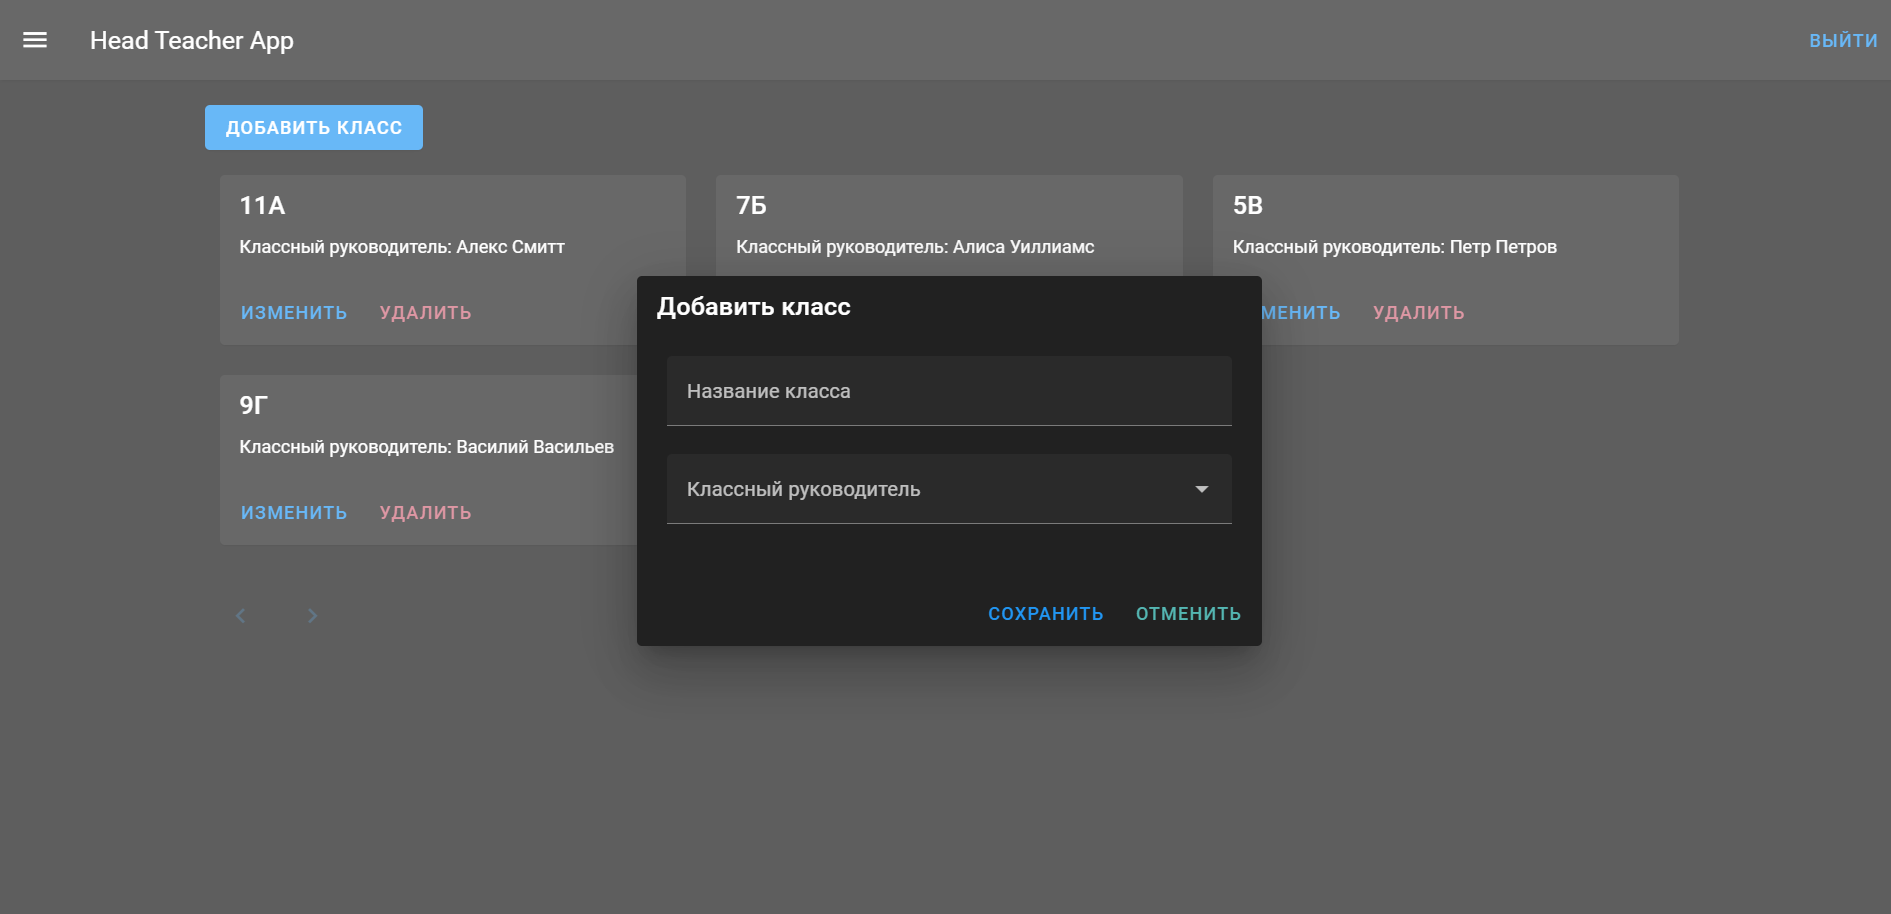 Head Teacher App
ВЫЙТИ
ДОБАВИТЬ КЛАСС
11А
Классный руководитель: Алекс Смитт
ИЗМЕНИТЬ УДАЛИТЬ
7Б
Классный руководитель: Алиса Уиллиамс
5В
Классный руководитель: Петр Петров
МЕНИТЬ УДАЛИТЬ
9Г
Классный руководитель: Василий Васильев
ИЗМЕНИТЬ УДАЛИТЬ
Добавить класс
Название класса
Классный руководитель
СОХРАНИТЬ ОТМЕНИТЬ